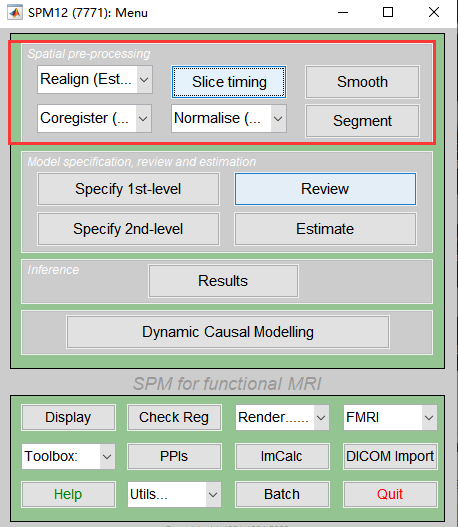 SPM12 (7771): Menu
Spatial pre-processing
Realign (Est... Slice timing Smooth
Coregister (... Normalise (... Segment
Model specification, review and estimation
Specify 1st-level Review
Specify 2nd-level Estimate
Inference
Results
Dynamic Causal Modelling
SPM for functional MRI
Display Check Reg Render...... FMRI
Toolbox: PPIs ImCalc DICOM Import
Help Utils... Batch Quit